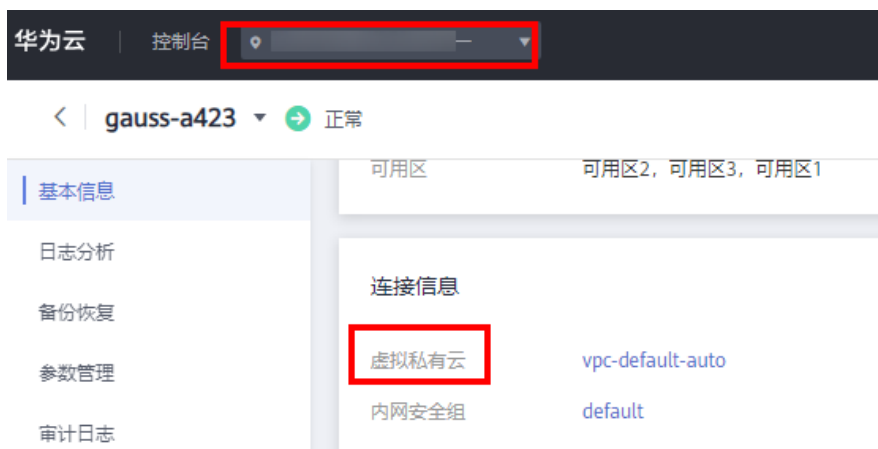 华为云 控制台
gauss-a423 正常
基本信息
日志分析
备份恢复
参数管理
审计日志
可用区 可用区2，可用区3，可用区1
连接信息
虚拟私有云 vpc-default-auto
内网安全组 default